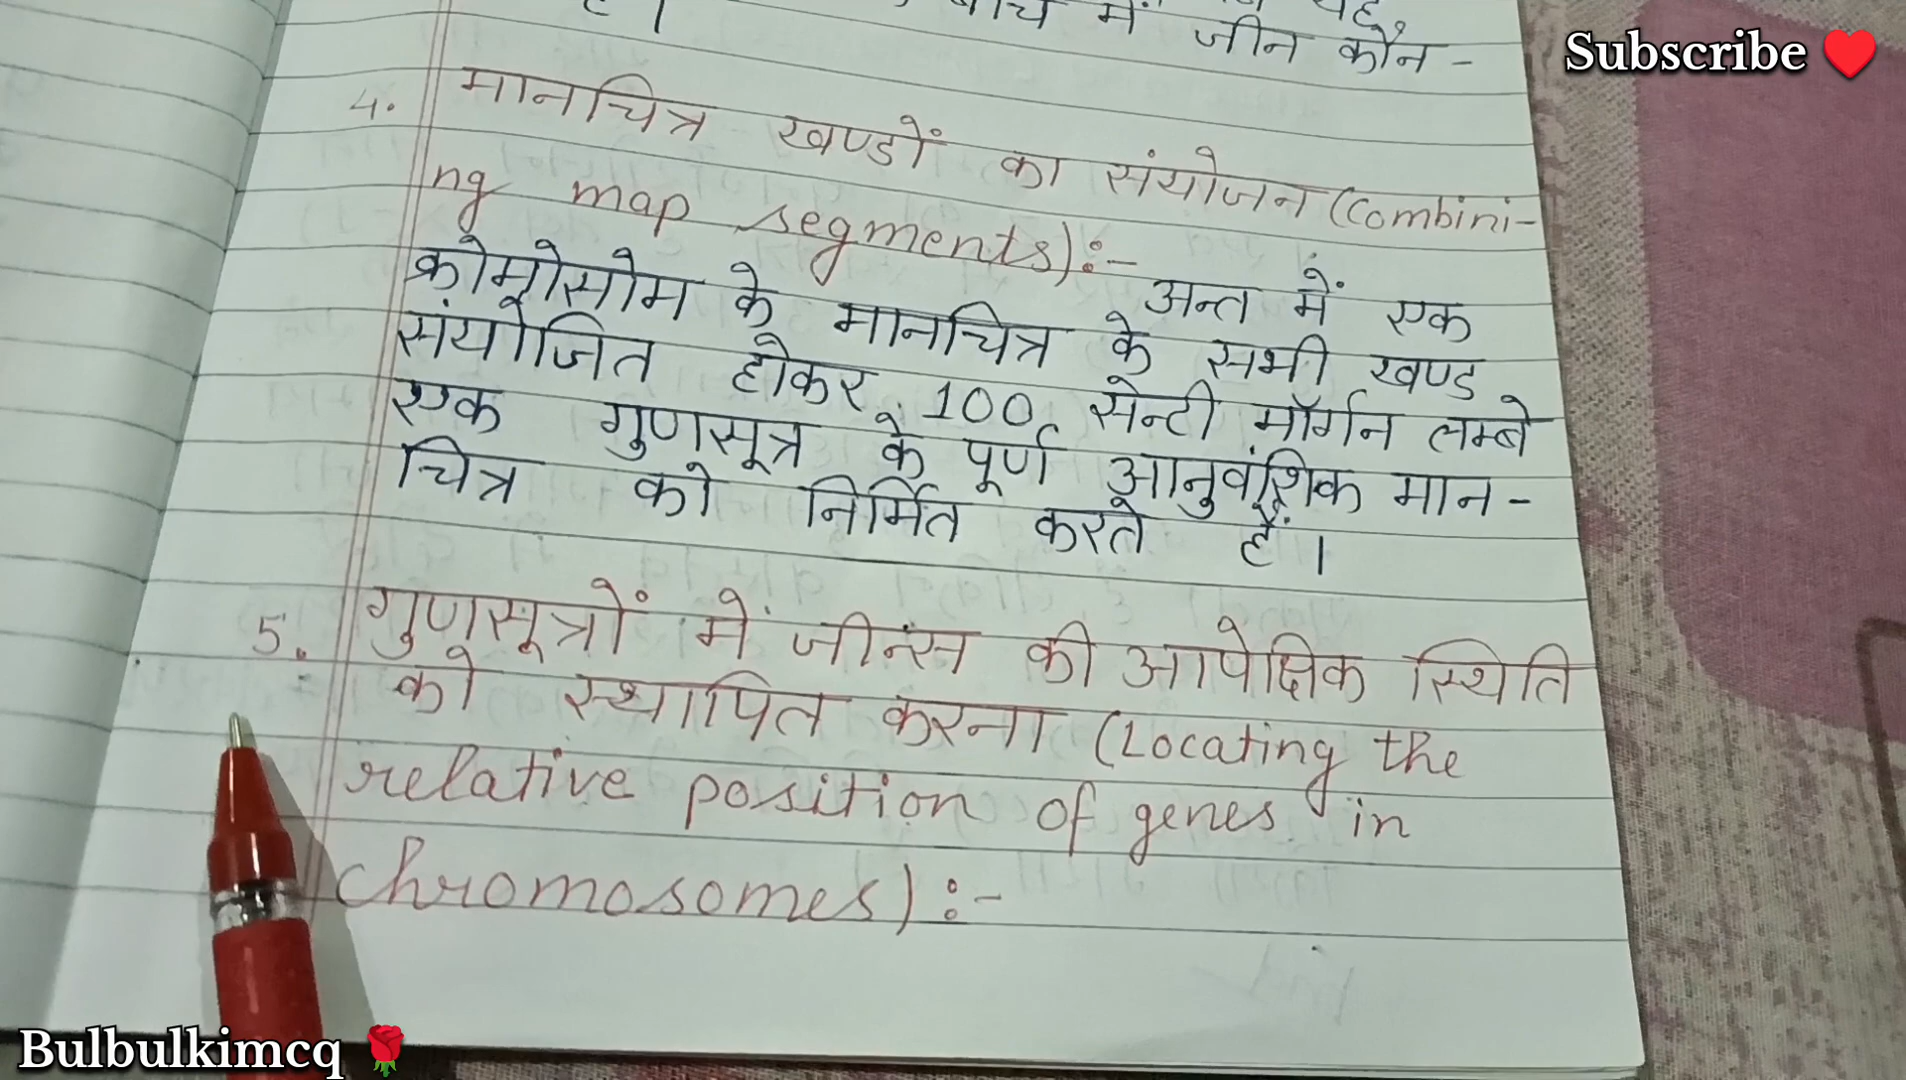 बीच में जीन कौन -
Subscribe
4. मानचित्र खण्डों का संयोजन (Combini-
ng map segments):-
अन्त में एक
क्रोमोसोम के मानचित्र के सभी खण्ड
संयोजित होकर 100 सेन्टी मॉर्गन लम्बे
एक गुणसूत्र के पूर्ण आनुवंशिक मान-
चित्र को निर्मित करते हैं।
5. गुणसूत्रों में जीन्स की आपेक्षिक स्थिति
को स्थापित करना (Locating the
relative position of genes in
chromosomes):-
Bulbulkimcq